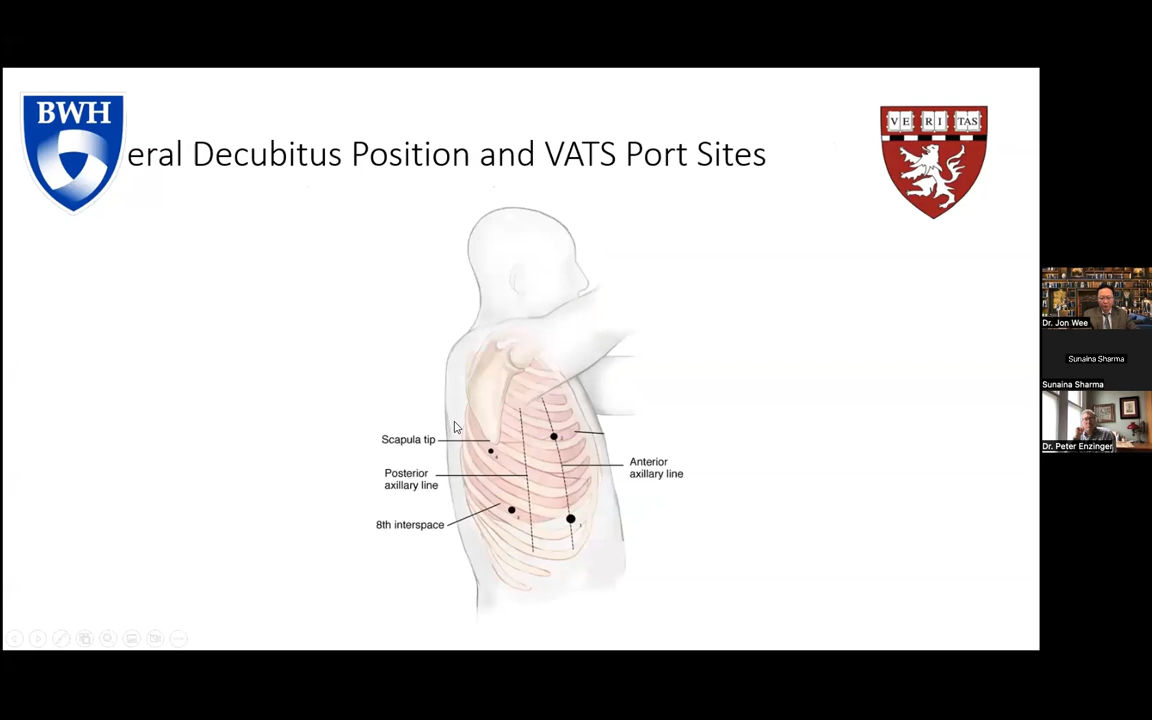 BWH
VE RI TAS
eral Decubitus Position and VATS Port Sites
Scapula tip
Posterior
axillary line
8th interspace
Anterior
axillary line
Dr. Jon Wee
Sunaina Sharma
Sunaina Sharma
Dr. Peter Enzinger